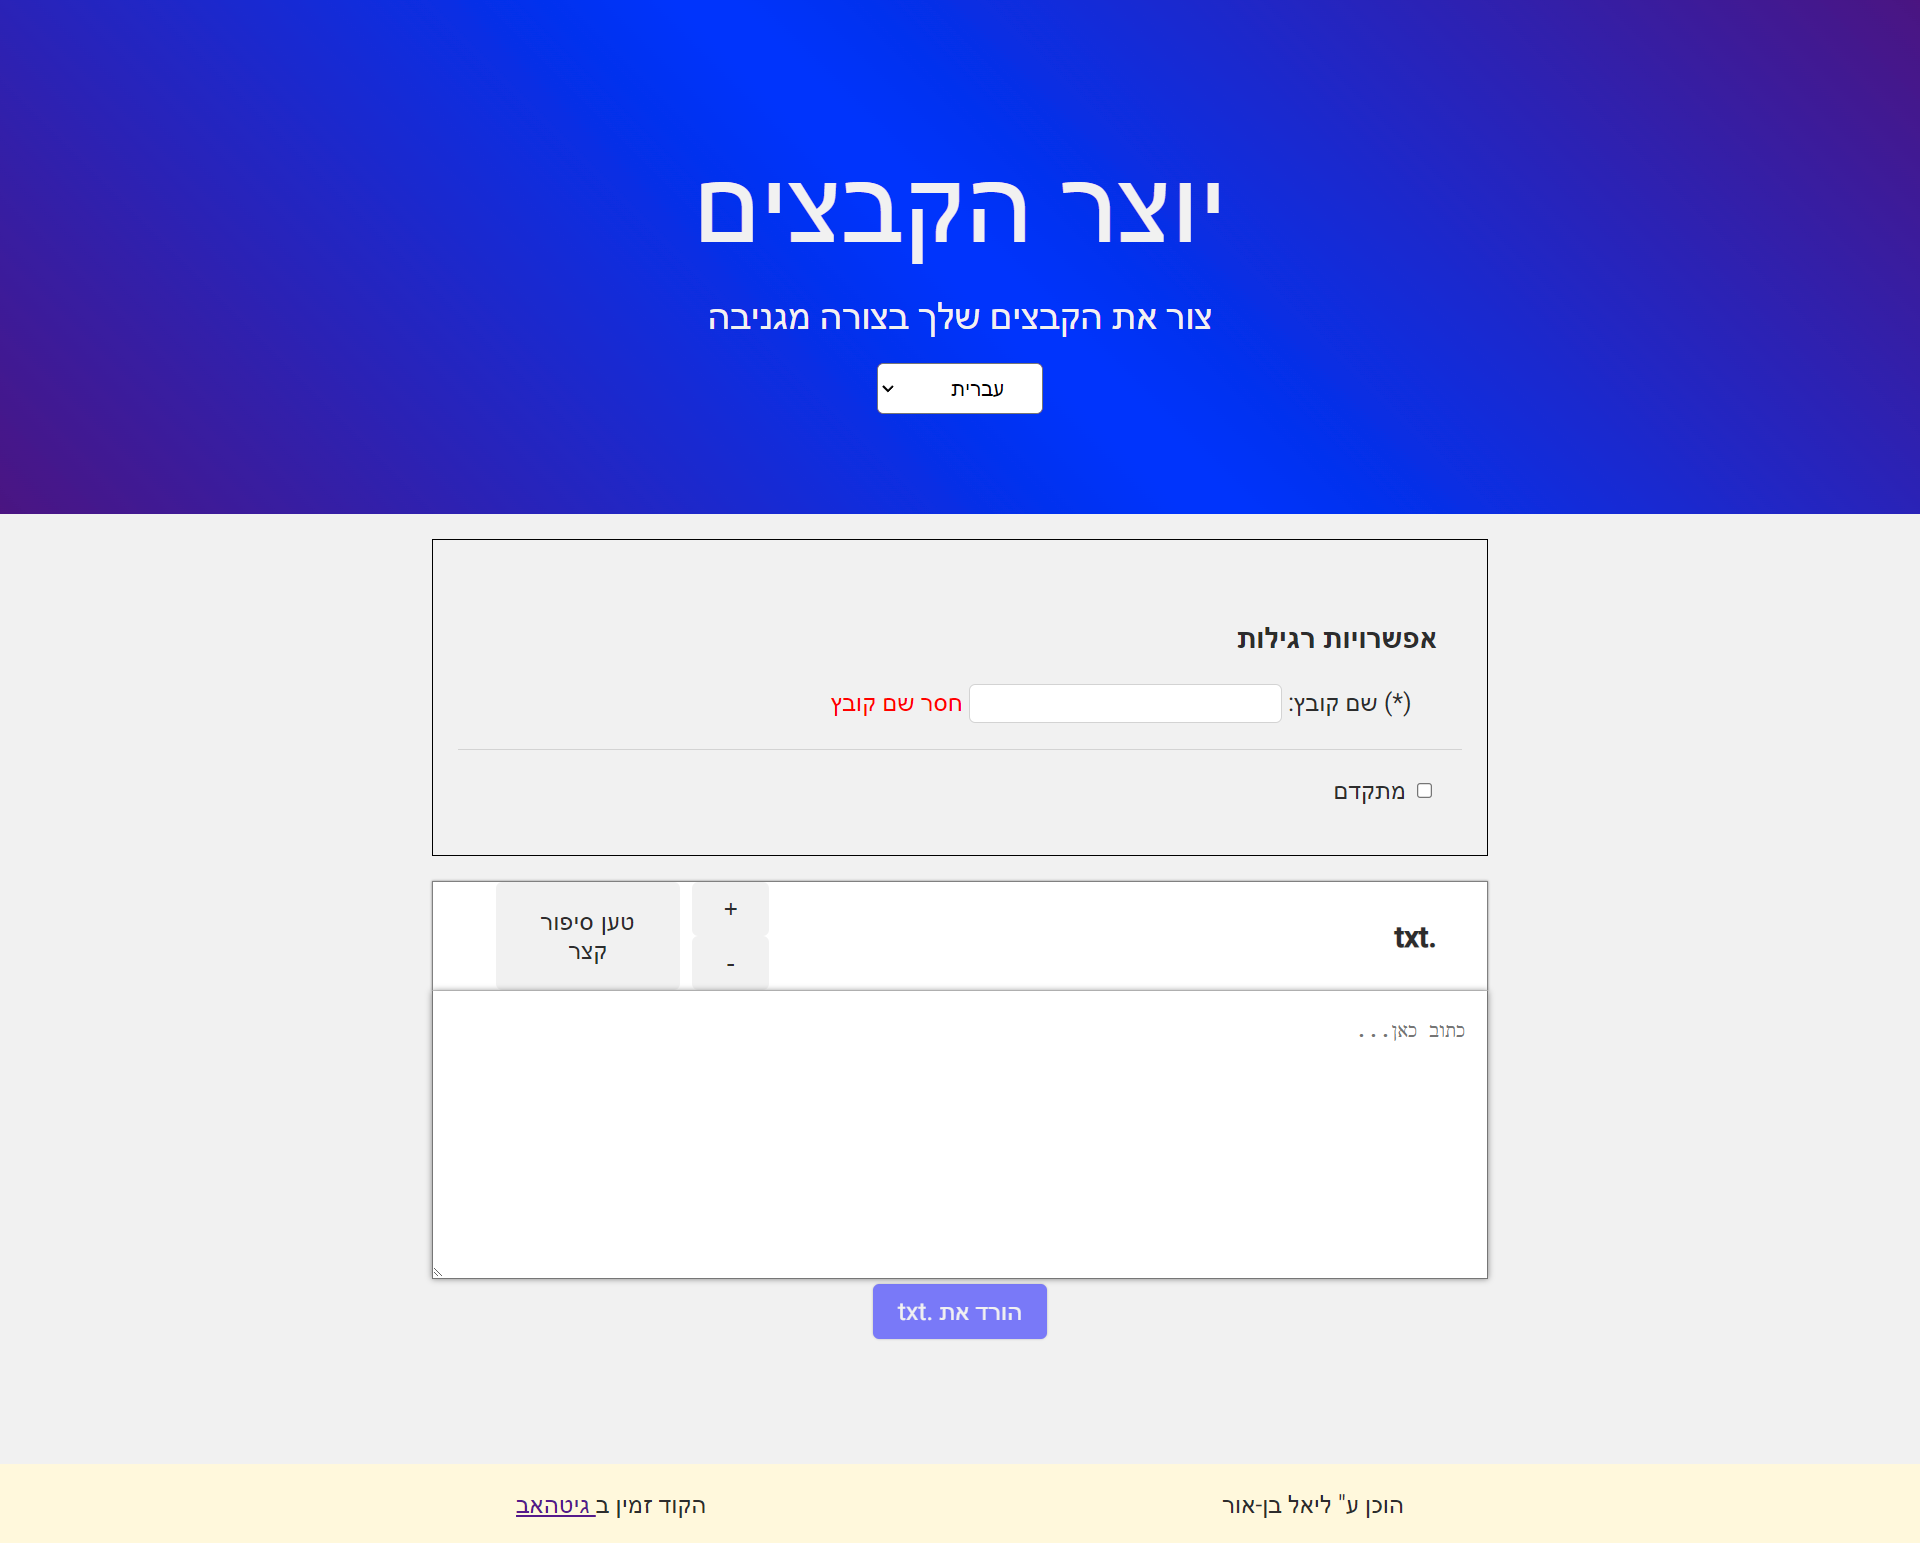 יוצר הקבצים
צור את הקבצים שלך בצורה מגניבה
עברית
אפשרויות רגילות
(*) שם קובץ: חסר שם קובץ
מתקדם
.txt
+
-
טען סיפור
קצר
כתוב כאן...
הורד את .txt
הוכן ע" ליאל בן-אור
הקוד זמין ב גיטהאב